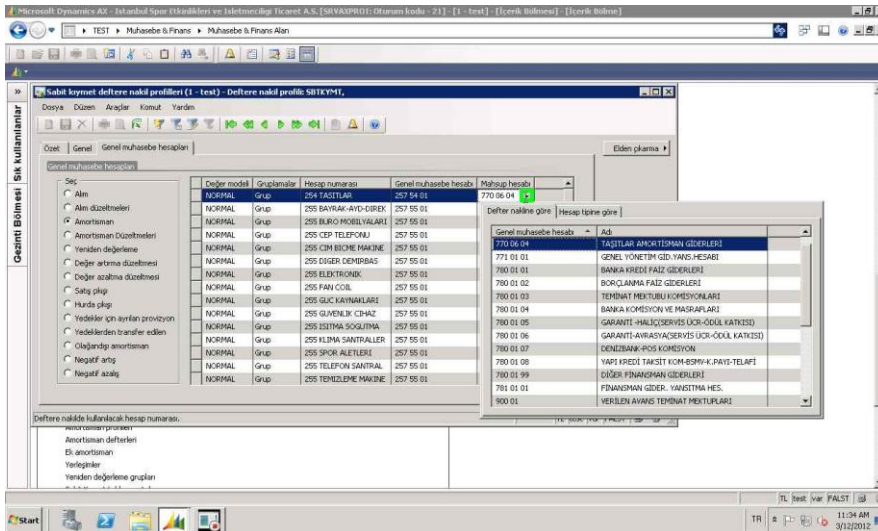 Microsoft Dynamics AX - Istanbul Spor Etkinlikleri ve Isletmeciligi Ticaret A.S. [SRVAXPRO1: Oturum kodu - 21] - [1 - test] - [İçerik Bölmesi] - [İçerik Bölme]
TEST Muhasebe & Finans Muhasebe & Finans Alan
Sık kullanılanlar
Gezinti Bölmesi
Sabit kıymet deftere nakil profilleri (1 - test) - Deftere nakil profili: SBTKYMT,
Dosya Düzen Araçlar Komut Yardım
Özet Genel Genel muhasebe hesapları
Elden çıkarma
Genel muhasebe hesapları
Seç
Alım
Alım düzeltmeleri
Amortisman
Amortisman Düzeltmeleri
Yeniden değerleme
Değer artırma düzeltmesi
Değer azaltma düzeltmesi
Satış çıkışı
Hurda çıkışı
Yedekler için ayrılan provizyon
Yedeklerden transfer edilen
Olağandışı amortisman
Negatif artış
Negatif azalış
Değer modeli Gruplamalar Hesap numarası Genel muhasebe hesabı Mahsup hesabı
NORMAL Grup 254 TASITLAR 257 54 01 770 06 04
NORMAL Grup 255 BAYRAK-AYD-DIREK 257 55 01
NORMAL Grup 255 BURO MOBILYALARI 257 55 01
NORMAL Grup 255 CEP TELEFONU 257 55 01
NORMAL Grup 255 CIM BICME MAKINE 257 55 01
NORMAL Grup 255 DIGER DEMIRBAS 257 55 01
NORMAL Grup 255 ELEKTRONIK 257 55 01
NORMAL Grup 255 FAN COIL 257 55 01
NORMAL Grup 255 GUC KAYNAKLARI 257 55 01
NORMAL Grup 255 GUVENLIK CIHAZ 257 55 01
NORMAL Grup 255 ISITMA SOGUTMA 257 55 01
NORMAL Grup 255 KLIMA SANTRALLER 257 55 01
NORMAL Grup 255 SPOR ALETLERI 257 55 01
NORMAL Grup 255 TELEFON SANTRAL 257 55 01
NORMAL Grup 255 TEMIZLEME MAKINE 257 55 01
Defter nakline göre Hesap tipine göre
Genel muhasebe hesabı Adı
770 06 04 TAŞITLAR AMORTİSMAN GİDERLERİ
771 01 01 GENEL YÖNETİM GİD.YANS.HESABI
780 01 01 BANKA KREDİ FAİZ GİDERLERİ
780 01 02 BORÇLANMA FAİZ GİDERLERİ
780 01 03 TEMİNAT MEKTUBU KOMİSYONLARI
780 01 04 BANKA KOMİSYON VE MASRAFLARI
780 01 05 GARANTİ -HALİÇ(SERVİS ÜCR-ÖDÜL KATKISI)
780 01 06 GARANTİ-AVRASYA(SERVİS ÜCR-ÖDÜL KATKISI)
780 01 07 DENİZBANK-POS KOMİSYON
780 01 08 YAPI KREDİ TAKSİT KOM-BSMV-K.PAYI-TELAFİ
780 01 99 DİĞER FİNANSMAN GİDERLERİ
781 01 01 FİNANSMAN GİDER. YANSITMA HES.
900 01 VERİLEN AVANS TEMİNAT MEKTUPLARI
Deftere nakilde kullanılacak hesap numarası.
Amortisman profilleri
Amortisman defterleri
Ek amortisman
Yerleşimler
Yeniden değerleme grupları
TL test var PALST
Start
TR
11:34 AM
3/12/2012